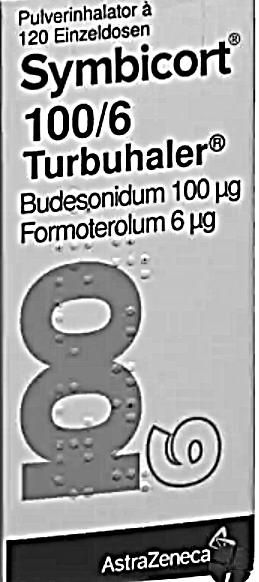 Pulverinhalator à
120 Einzeldosen
Symbicort®
100/6
Turbuhaler®
Budesonidum 100 µg
Formoterolum 6 µg
100
6
AstraZeneca